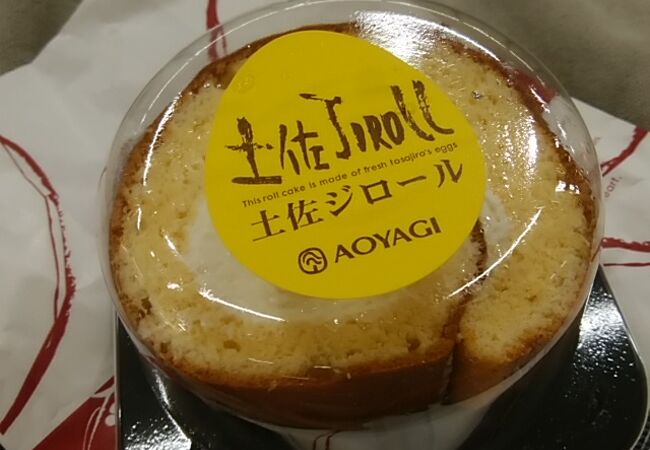 土佐JIROLL
This roll cake is made of fresh tosajiro's eggs
土佐ジロール
AOYAGI